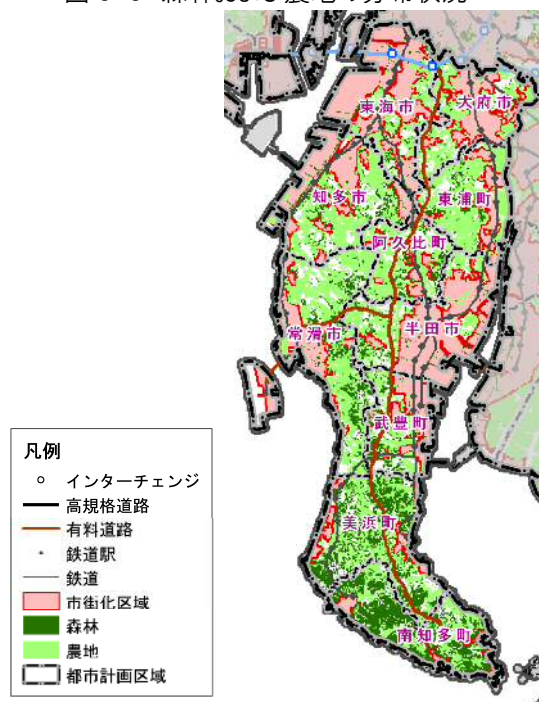 東海市
大府市
知多市
東浦町
阿久比町
常滑市
半田市
武豊町
美浜町
南知多町
凡例
インターチェンジ
高規格道路
有料道路
鉄道駅
鉄道
市街化区域
森林
農地
都市計画区域